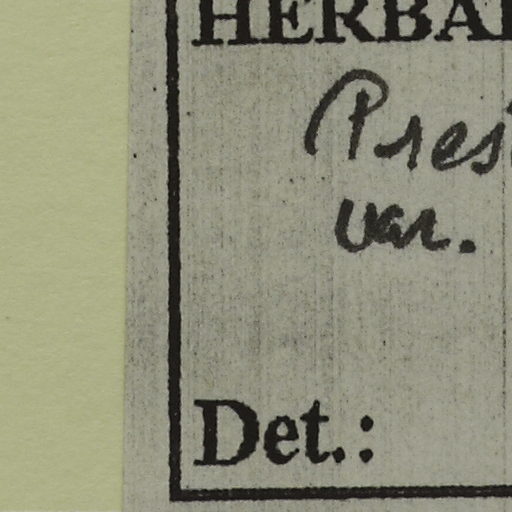 HERBA
Pres
var.
Det.: